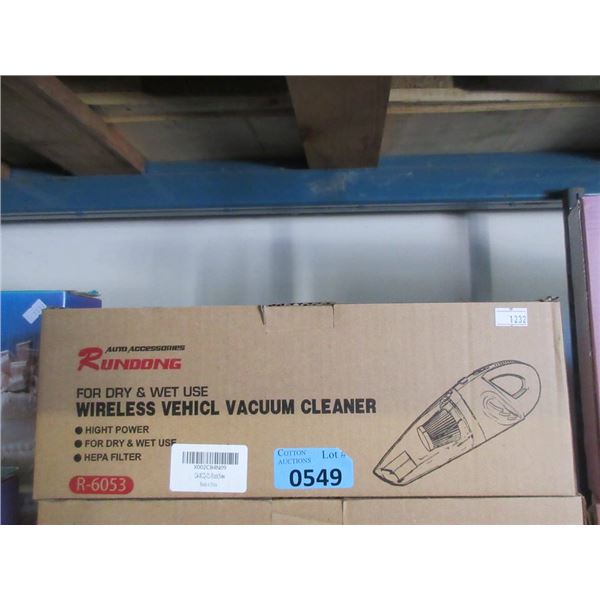 1232
AUTO ACCESSORIES
RUNDONG
FOR DRY & WET USE
WIRELESS VEHICL VACUUM CLEANER
● HIGHT POWER
● FOR DRY & WET USE
● HEPA FILTER
R-6053
COTTON AUCTIONS
Lot #
0549